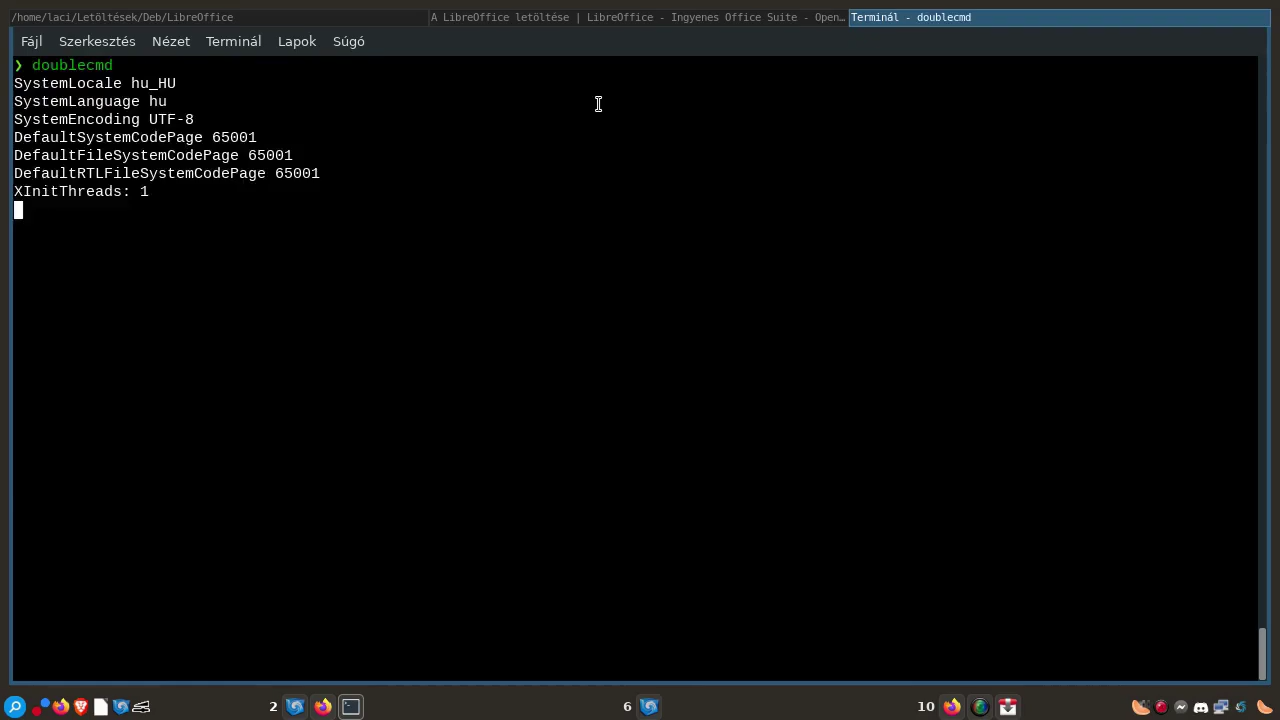 /home/laci/Letöltések/Deb/LibreOffice
A LibreOffice letöltése | LibreOffice - Ingyenes Office Suite - Open…
Terminál - doublecmd
Fájl Szerkesztés Nézet Terminál Lapok Súgó
❯ doublecmd
SystemLocale hu_HU
SystemLanguage hu
SystemEncoding UTF-8
DefaultSystemCodePage 65001
DefaultFileSystemCodePage 65001
DefaultRTLFileSystemCodePage 65001
XInitThreads: 1
2 6 10